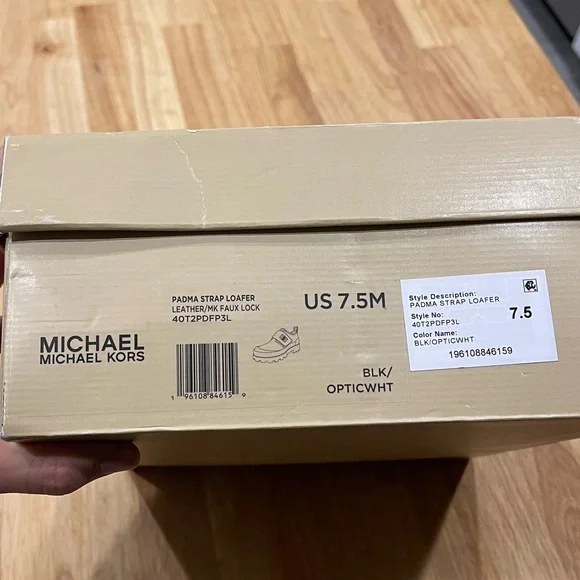 PADMA STRAP LOAFER
LEATHER/MK FAUX LOCK
40T2PDFP3L
US 7.5M
MICHAEL
MICHAEL KORS
1 96108 84615 9
BLK/
OPTICWHT
Style Description:
PADMA STRAP LOAFER
Style No:
40T2PDFP3L
7.5
Color Name:
BLK/OPTICWHT
196108846159